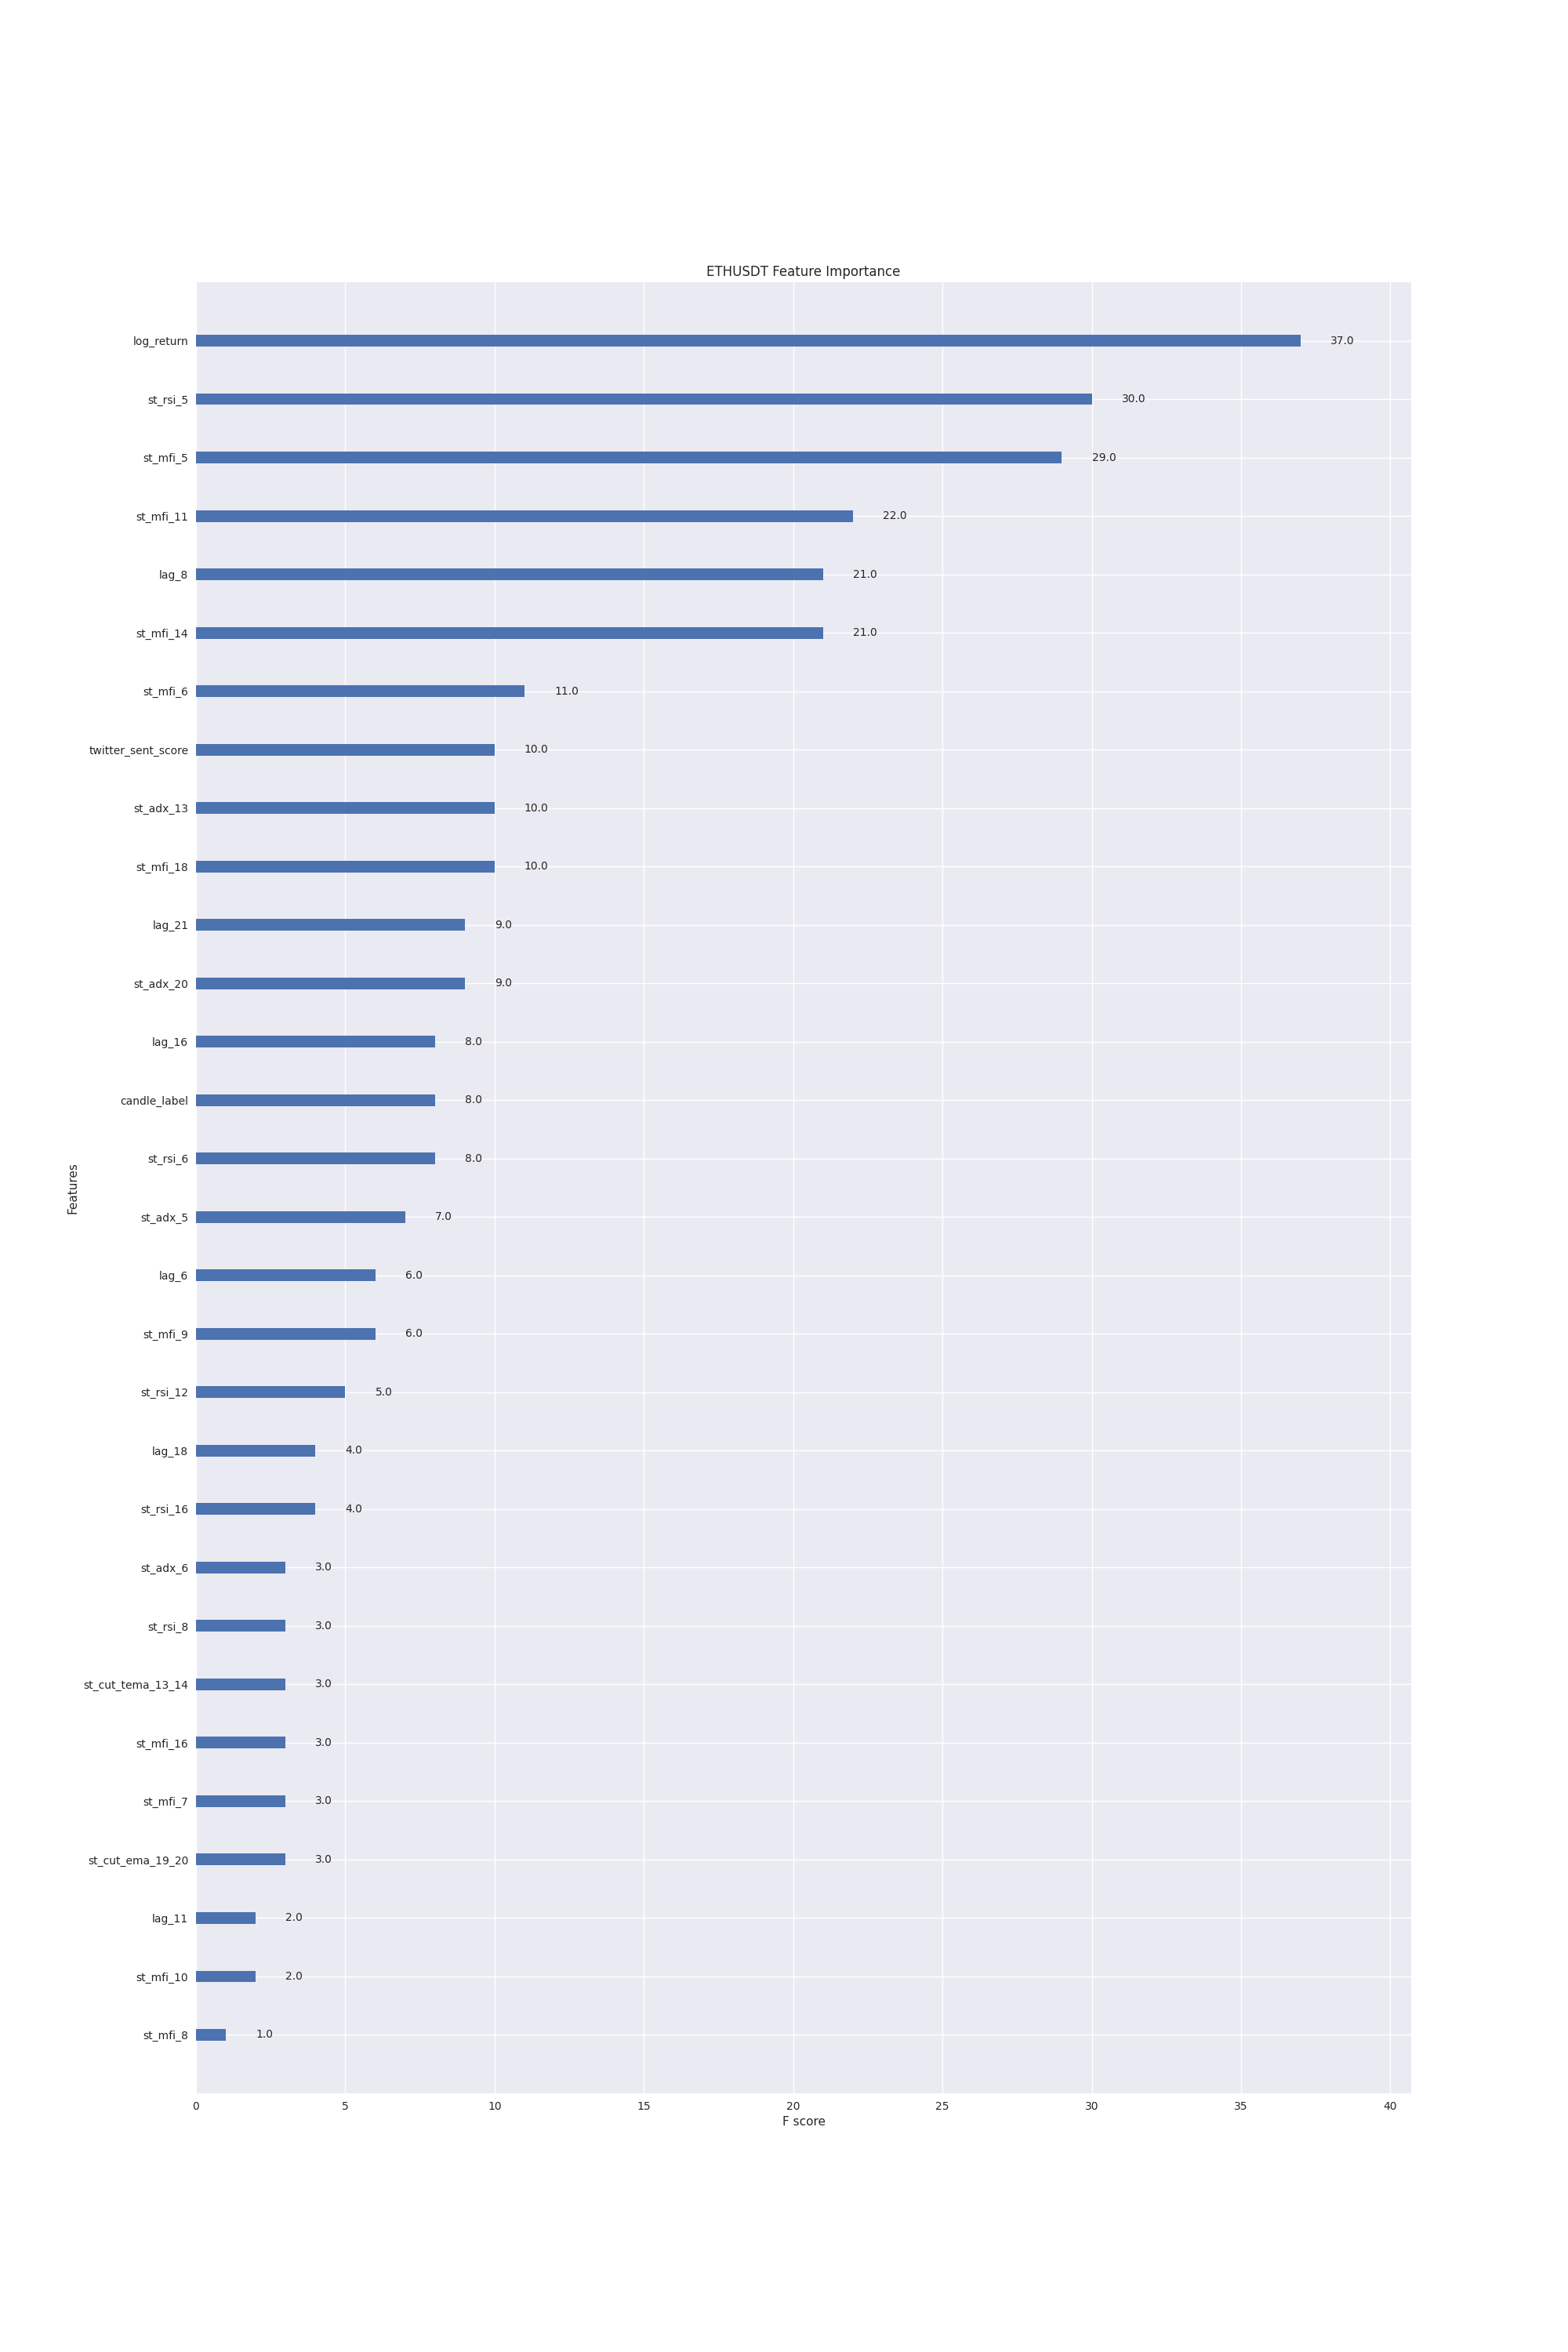 ETHUSDT Feature Importance
log_return 37.0
st_rsi_5 30.0
st_mfi_5 29.0
st_mfi_11 22.0
lag_8 21.0
st_mfi_14 21.0
st_mfi_6 11.0
twitter_sent_score 10.0
st_adx_13 10.0
st_mfi_18 10.0
lag_21 9.0
st_adx_20 9.0
lag_16 8.0
candle_label 8.0
st_rsi_6 8.0
Features
st_adx_5 7.0
lag_6 6.0
st_mfi_9 6.0
st_rsi_12 5.0
lag_18 4.0
st_rsi_16 4.0
st_adx_6 3.0
st_rsi_8 3.0
st_cut_tema_13_14 3.0
st_mfi_16 3.0
st_mfi_7 3.0
st_cut_ema_19_20 3.0
lag_11 2.0
st_mfi_10 2.0
st_mfi_8 1.0
0 5 10 15 20 25 30 35 40
F score